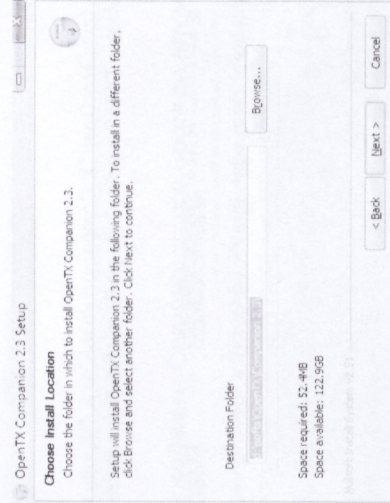 OpenTX Companion 2.3 Setup
Choose Install Location
Choose the folder in which to install OpenTX Companion 2.3.
Setup will install OpenTX Companion 2.3 in the following folder. To install in a different folder,
click Browse and select another folder. Click Next to continue.
Destination Folder
Browse...
Space required: 52.4MB
Space available: 122.9GB
< Back
Next >
Cancel